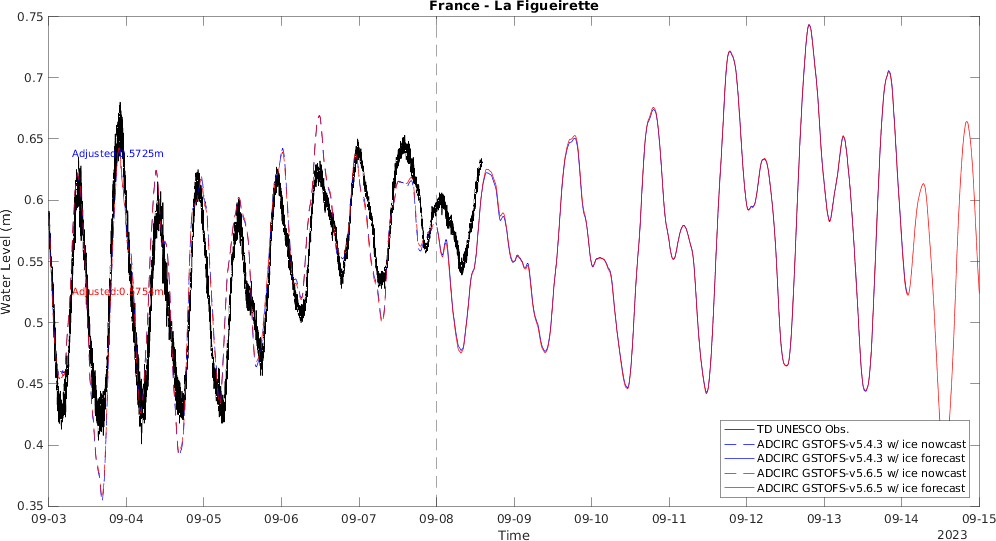 France - La Figueirette
0.75
0.7
0.65
0.6
0.55
0.5
0.45
0.4
0.35
Water Level (m)
Adjusted:0.5725m
Adjusted:0.5754m
TD UNESCO Obs.
ADCIRC GSTOFS-v5.4.3 w/ ice nowcast
ADCIRC GSTOFS-v5.4.3 w/ ice forecast
ADCIRC GSTOFS-v5.6.5 w/ ice nowcast
ADCIRC GSTOFS-v5.6.5 w/ ice forecast
09-03 09-04 09-05 09-06 09-07 09-08 09-09 09-10 09-11 09-12 09-13 09-14 09-15
Time
2023